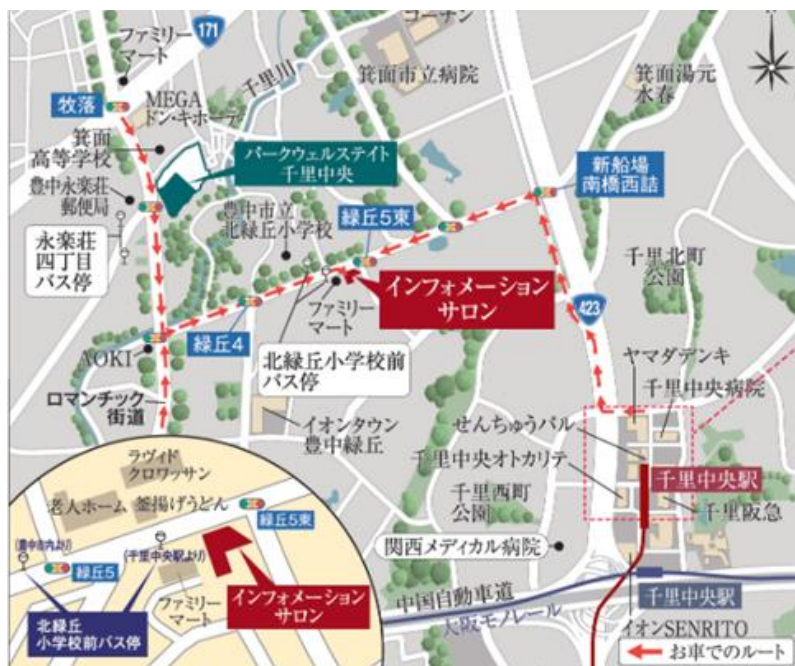 171
ファミリー
マート
コーナン
千里川
箕面市立病院
箕面湯元
水春
牧落
MEGA
ドン・キホーテ
箕面
高等学校
パークウェルステイト
千里中央
新船場
南橋西詰
豊中永楽荘
郵便局
豊中市立
北緑丘小学校
緑丘5東
永楽荘
四丁目
バス停
千里北町
公園
インフォメーション
サロン
ファミリー
マート
423
緑丘4
AOKI
北緑丘小学校前
バス停
ヤマダデンキ
千里中央病院
ロマンチック
街道
イオンタウン
豊中緑丘
せんちゅうパル
千里中央オトカリテ
千里中央駅
千里西町
公園
千里阪急
関西メディカル病院
中国自動車道
大阪モノレール
千里中央駅
イオンSENRITO
お車でのルート
ラヴィド
クロワッサン
老人ホーム
釜揚げうどん
緑丘5東
(豊中市内より)
緑丘5
(千里中央駅より)
インフォメーション
サロン
ファミリー
マート
北緑丘
小学校前バス停